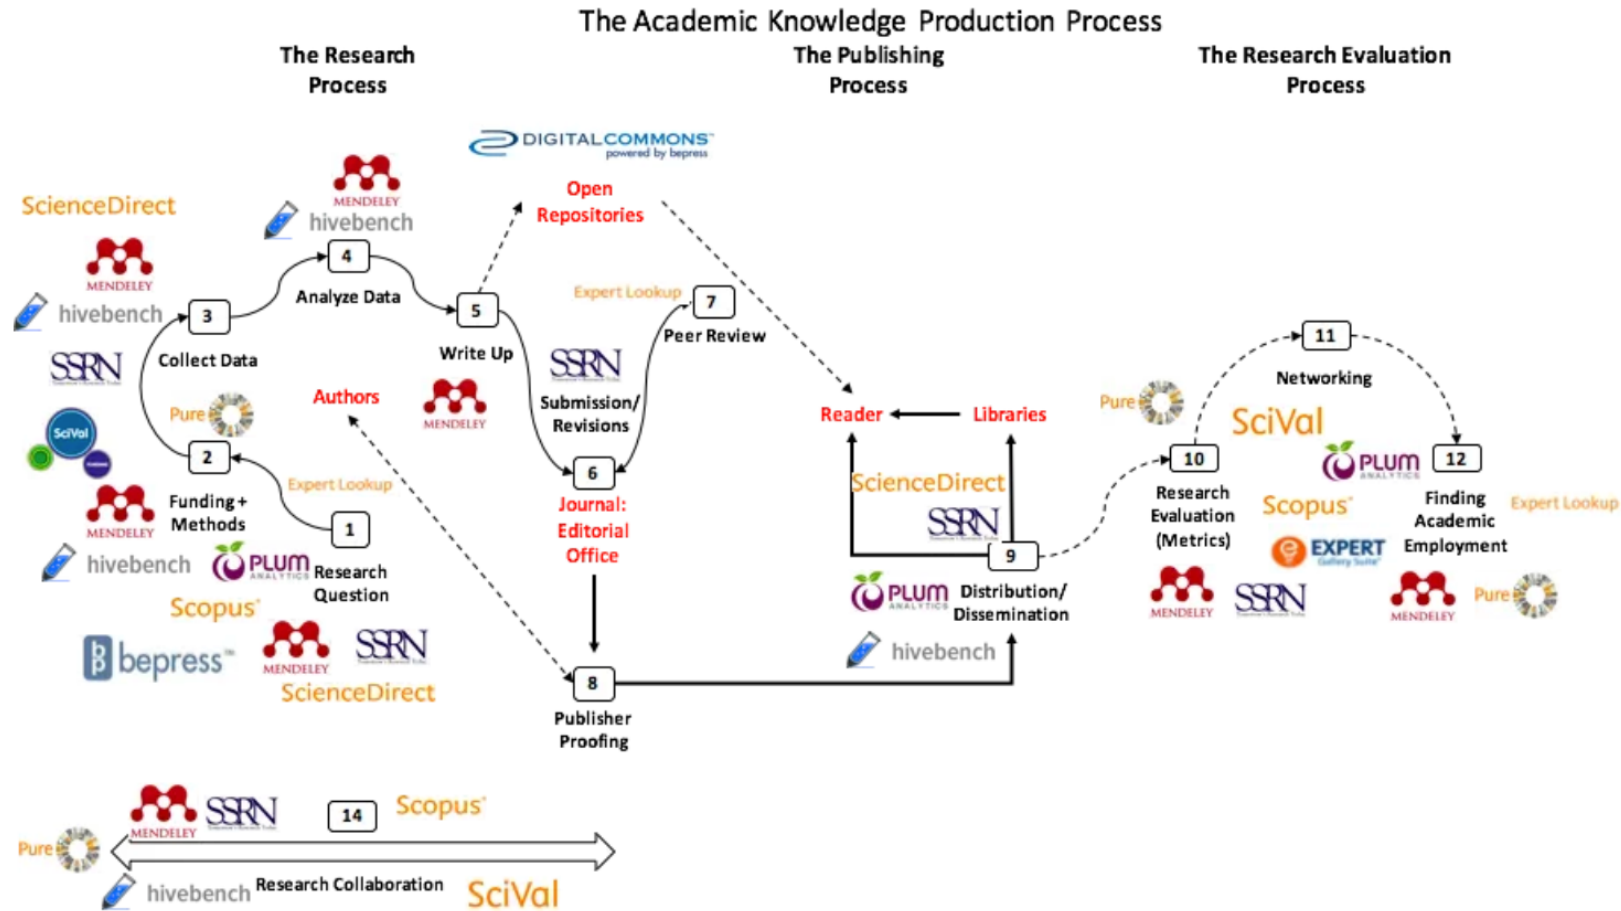 The Academic Knowledge Production Process
The Research
Process
The Publishing
Process
The Research Evaluation
Process
DIGITALCOMMONS™
powered by bepress
Open
Repositories
MENDELEY
hivebench
4
Analyze Data
ScienceDirect
MENDELEY
hivebench
3
Collect Data
SSRN
5
Write Up
MENDELEY
Expert Lookup
7
Peer Review
SSRN
Submission/
Revisions
Authors
Pure
SciVal
2
Funding +
Methods
MENDELEY
hivebench
Expert Lookup
1
Research
Question
PLUM
ANALYTICS
Scopus
bepress™
MENDELEY
SSRN
ScienceDirect
6
Journal:
Editorial
Office
8
Publisher
Proofing
Reader
Libraries
ScienceDirect
SSRN
9
Distribution/
Dissemination
PLUM
ANALYTICS
hivebench
11
Networking
Pure
SciVal
10
Research
Evaluation
(Metrics)
PLUM
ANALYTICS
Scopus
EXPERT
Gallery Suite
MENDELEY
SSRN
12
Finding
Academic
Employment
Expert Lookup
MENDELEY
Pure
MENDELEY
SSRN
14
Scopus
Pure
hivebench
Research Collaboration
SciVal